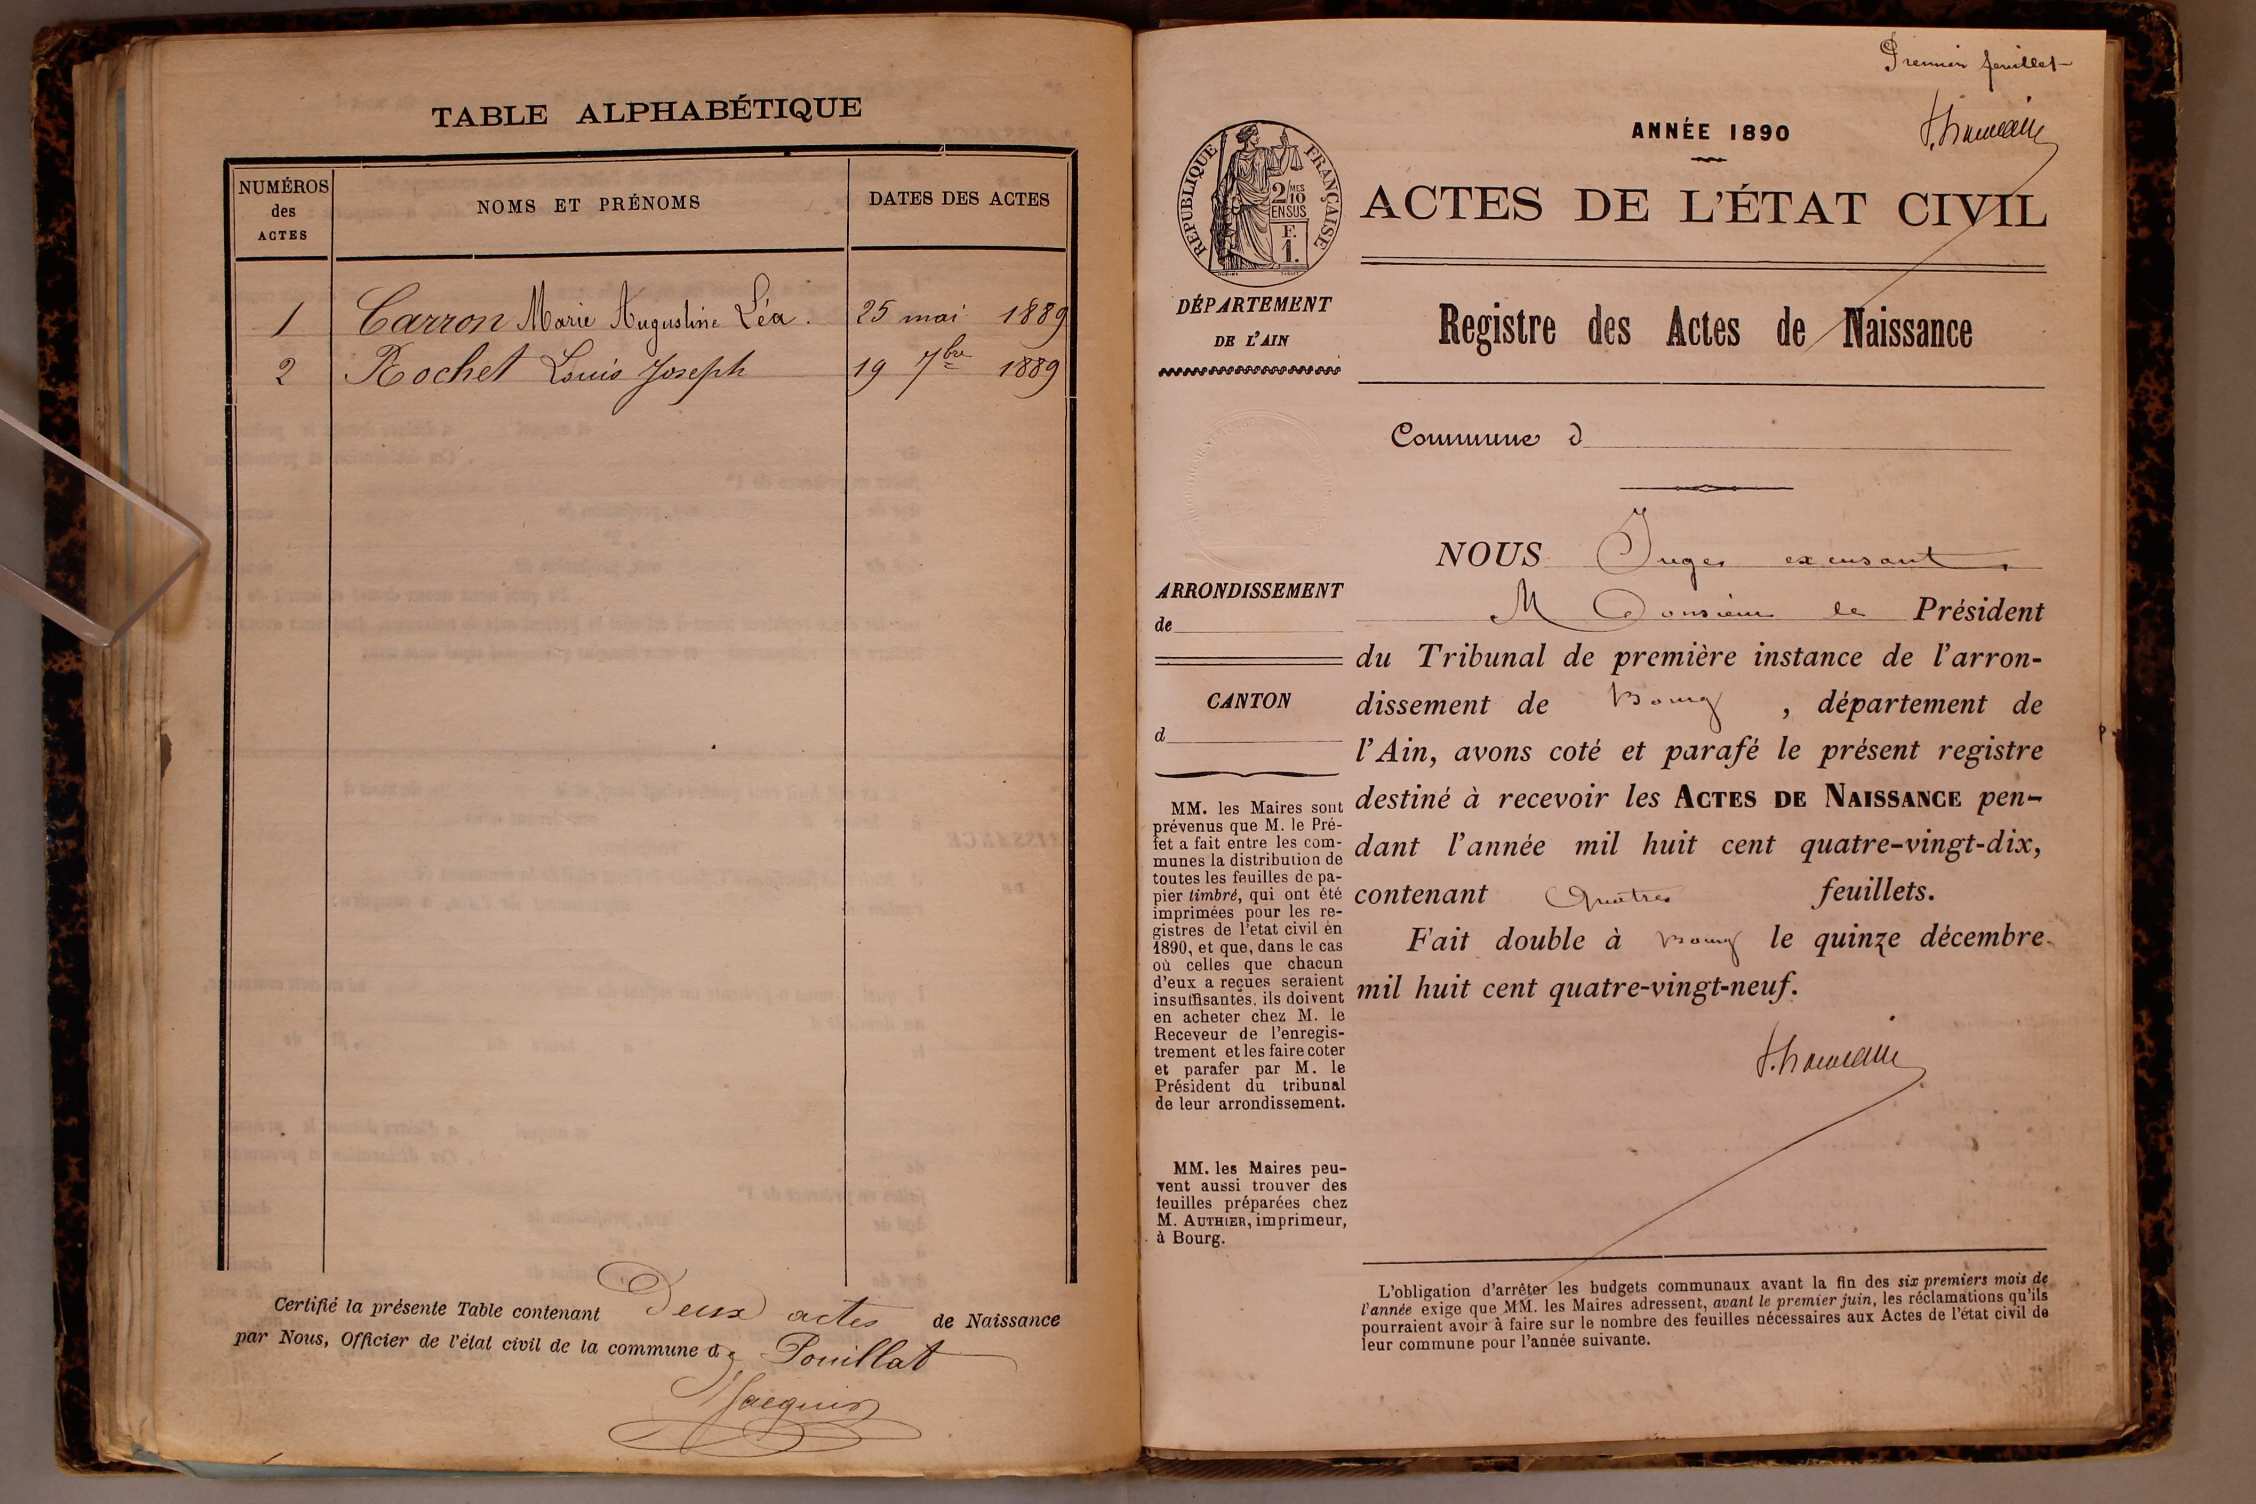 TABLE ALPHABÉTIQUE
NUMÉROS des ACTES
NOMS ET PRÉNOMS
DATES DES ACTES
1 Carron Marie Augustine Léa. 25 mai 1889
2 Rochet Louis Joseph 19 7bre 1889
Certifié la présente Table contenant Deux actes de Naissance
par Nous, Officier de l'état civil de la commune de Pouillat
Jacquin
Premier feuillet
ANNÉE 1890
RÉPUBLIQUE FRANÇAISE
2/10 MES
EN SUS
F.
1.
ACTES DE L'ÉTAT CIVIL
DÉPARTEMENT
DE L'AIN
Registre des Actes de Naissance
Commune d
ARRONDISSEMENT
de
CANTON
d
MM. les Maires sont
prévenus que M. le Pré-
fet a fait entre les com-
munes la distribution de
toutes les feuilles de pa-
pier timbré, qui ont été
imprimées pour les re-
gistres de l'etat civil en
1890, et que, dans le cas
où celles que chacun
d'eux a reçues seraient
insuffisantes, ils doivent
en acheter chez M. le
Receveur de l'enregis-
trement et les faire coter
et parafer par M. le
Président du tribunal
de leur arrondissement.
MM. les Maires peu-
vent aussi trouver des
feuilles préparées chez
M. AUTHIER, imprimeur,
à Bourg.
NOUS Juge excusant
Monsieur le Président
du Tribunal de première instance de l'arron-
dissement de Bourg, département de
l'Ain, avons coté et parafé le présent registre
destiné à recevoir les ACTES DE NAISSANCE pen-
dant l'année mil huit cent quatre-vingt-dix,
contenant Quatre feuillets.
Fait double à Bourg le quinze décembre
mil huit cent quatre-vingt-neuf.
L'obligation d'arrêter les budgets communaux avant la fin des six premiers mois de
l'année exige que MM. les Maires adressent, avant le premier juin, les réclamations qu'ils
pourraient avoir à faire sur le nombre des feuilles nécessaires aux Actes de l'état civil de
leur commune pour l'année suivante.